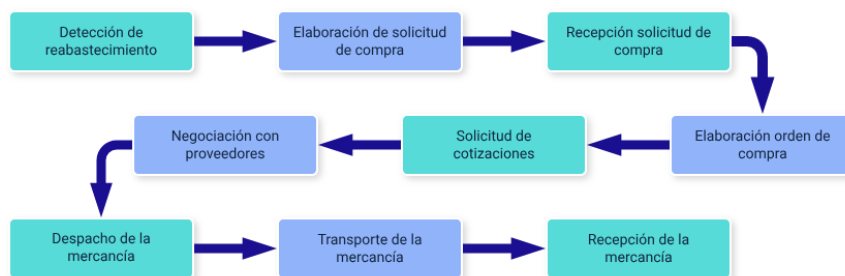 Detección de
reabastecimiento
Elaboración de solicitud
de compra
Recepción solicitud de
compra
Elaboración orden de
compra
Solicitud de
cotizaciones
Negociación con
proveedores
Despacho de la
mercancía
Transporte de la
mercancía
Recepción de la
mercancía